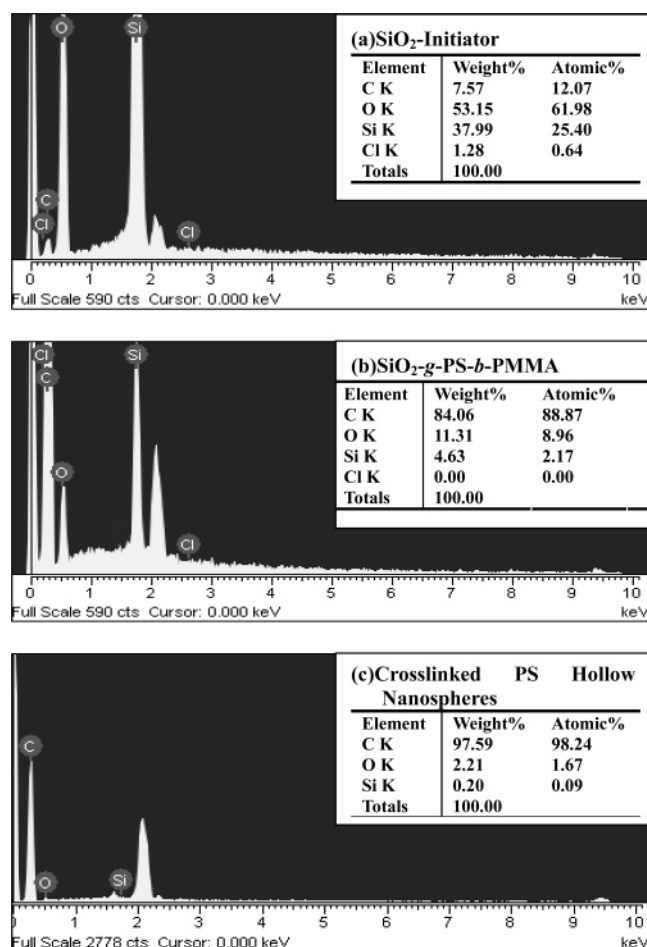 O Si
C
Cl Cl
(a)SiO₂-Initiator
Element Weight% Atomic%
C K 7.57 12.07
O K 53.15 61.98
Si K 37.99 25.40
Cl K 1.28 0.64
Totals 100.00
0 1 2 3 4 5 6 7 8 9 10
Full Scale 590 cts Cursor: 0.000 keV keV
Cl Si
C
O
Cl
(b)SiO₂-g-PS-b-PMMA
Element Weight% Atomic%
C K 84.06 88.87
O K 11.31 8.96
Si K 4.63 2.17
Cl K 0.00 0.00
Totals 100.00
0 1 2 3 4 5 6 7 8 9 10
Full Scale 590 cts Cursor: 0.000 keV keV
C
O Si
(c)Crosslinked PS Hollow
Nanospheres
Element Weight% Atomic%
C K 97.59 98.24
O K 2.21 1.67
Si K 0.20 0.09
Totals 100.00
0 1 2 3 4 5 6 7 8 9 10
Full Scale 2778 cts Cursor: 0.000 keV keV